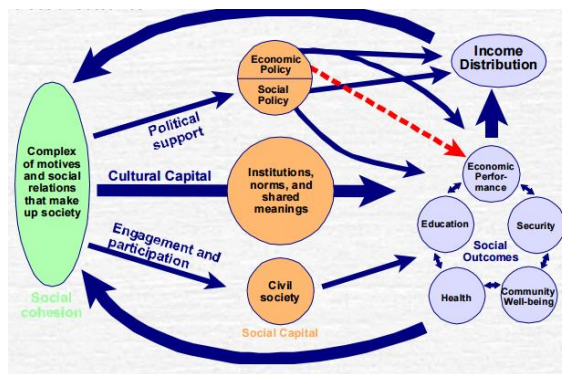 Economic
Policy
Social
Policy
Income
Distribution
Political
support
Complex
of motives
and social
relations
that make
up society
Cultural Capital
Institutions,
norms, and
shared
meanings
Economic
Perfor-
mance
Education
Security
Social
Outcomes
Health
Community
Well-being
Engagement and
participation
Civil
society
Social
cohesion
Social Capital